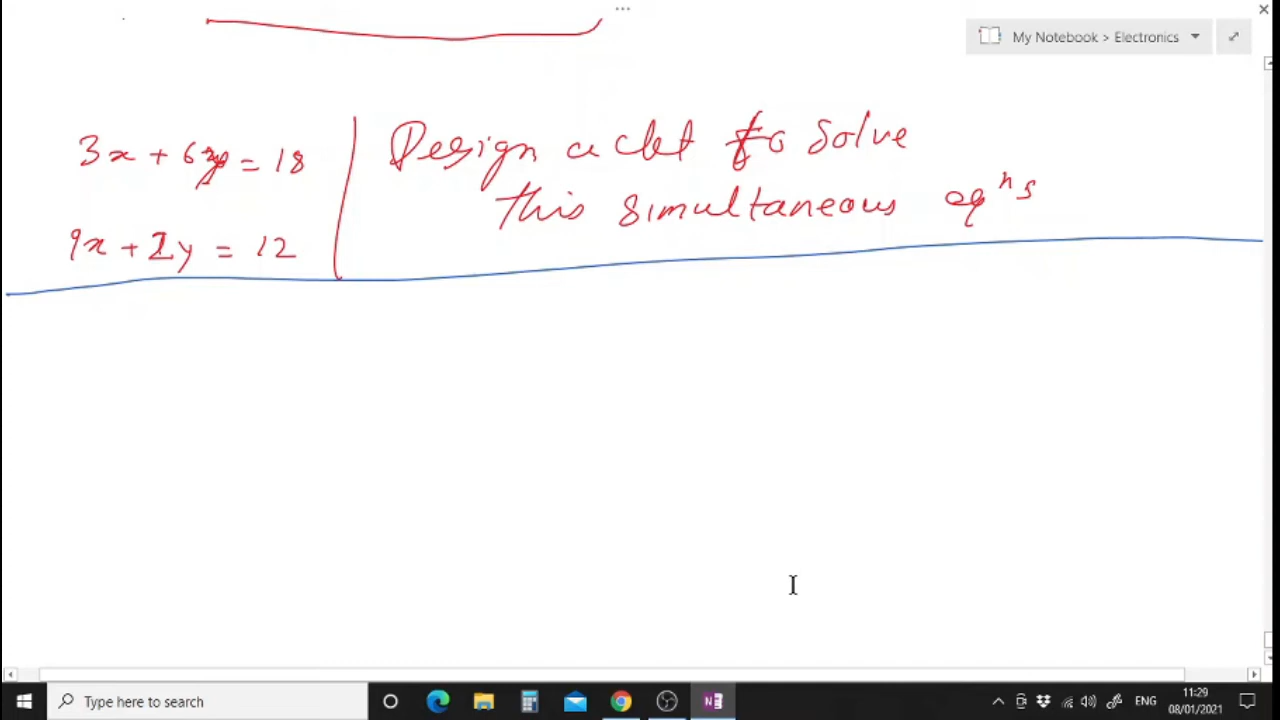 My Notebook > Electronics
3x + 6y = 18
Design a ckt to solve
this simultaneous eqns
9x + 2y = 12
Type here to search
ENG
11:29
08/01/2021